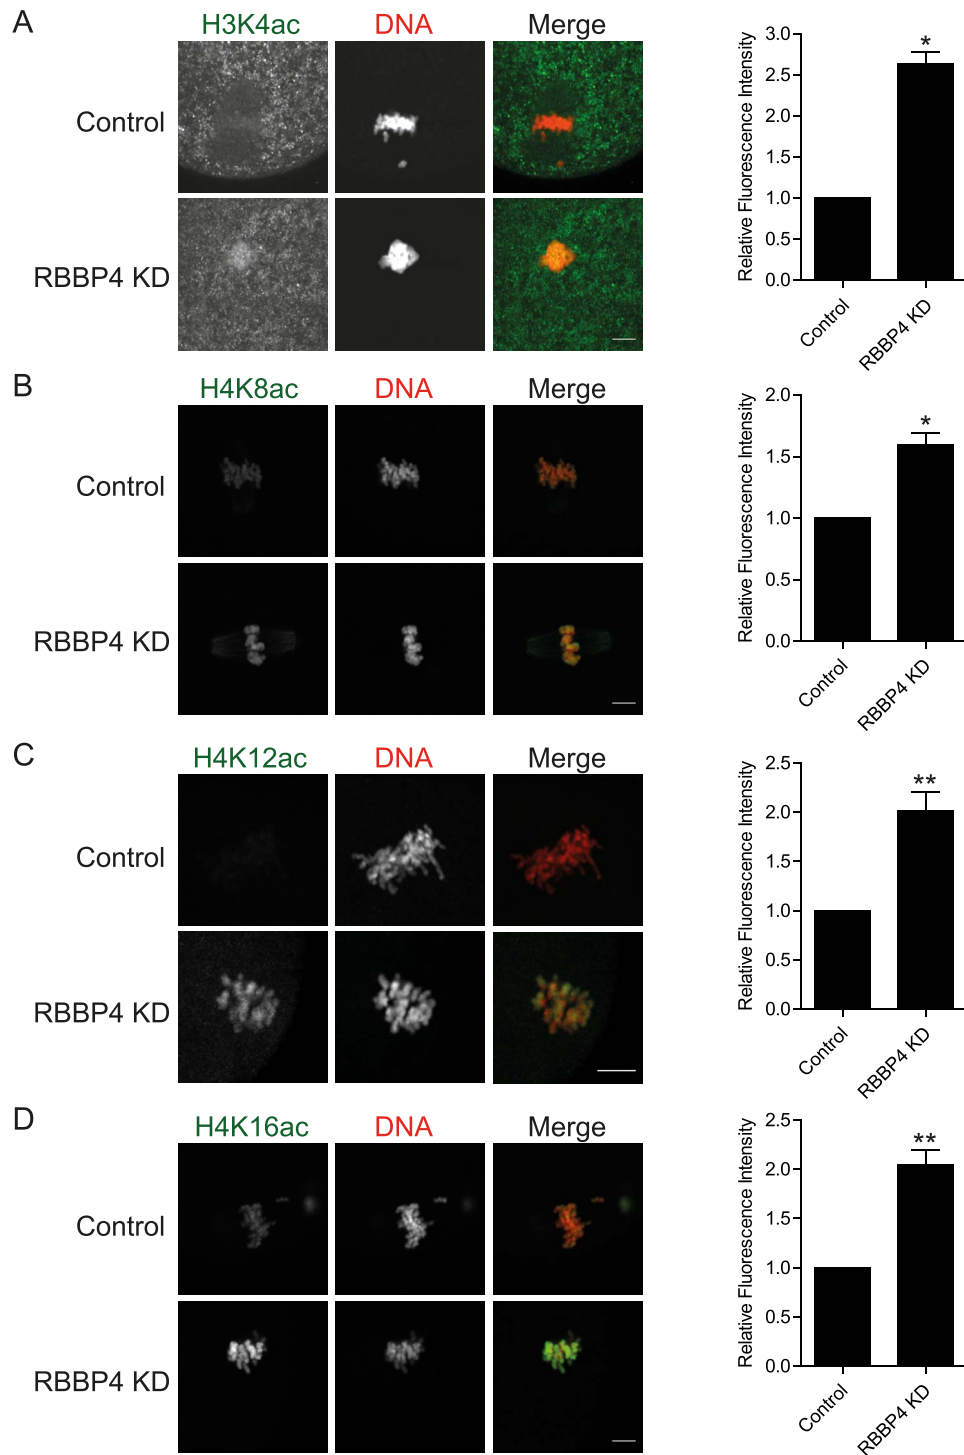 A
H3K4ac DNA Merge
Control
RBBP4 KD
Relative Fluorescence Intensity
3.0
2.5
2.0
1.5
1.0
0.5
0
*
Control
RBBP4 KD
B
H4K8ac DNA Merge
Control
RBBP4 KD
Relative Fluorescence Intensity
2.0
1.5
1.0
0.5
0.0
*
Control
RBBP4 KD
C
H4K12ac DNA Merge
Control
RBBP4 KD
Relative Fluorescence Intensity
2.5
2.0
1.5
1.0
0.5
0.0
**
Control
RBBP4 KD
D
H4K16ac DNA Merge
Control
RBBP4 KD
Relative Fluorescence Intensity
2.5
2.0
1.5
1.0
0.5
0.0
**
Control
RBBP4 KD